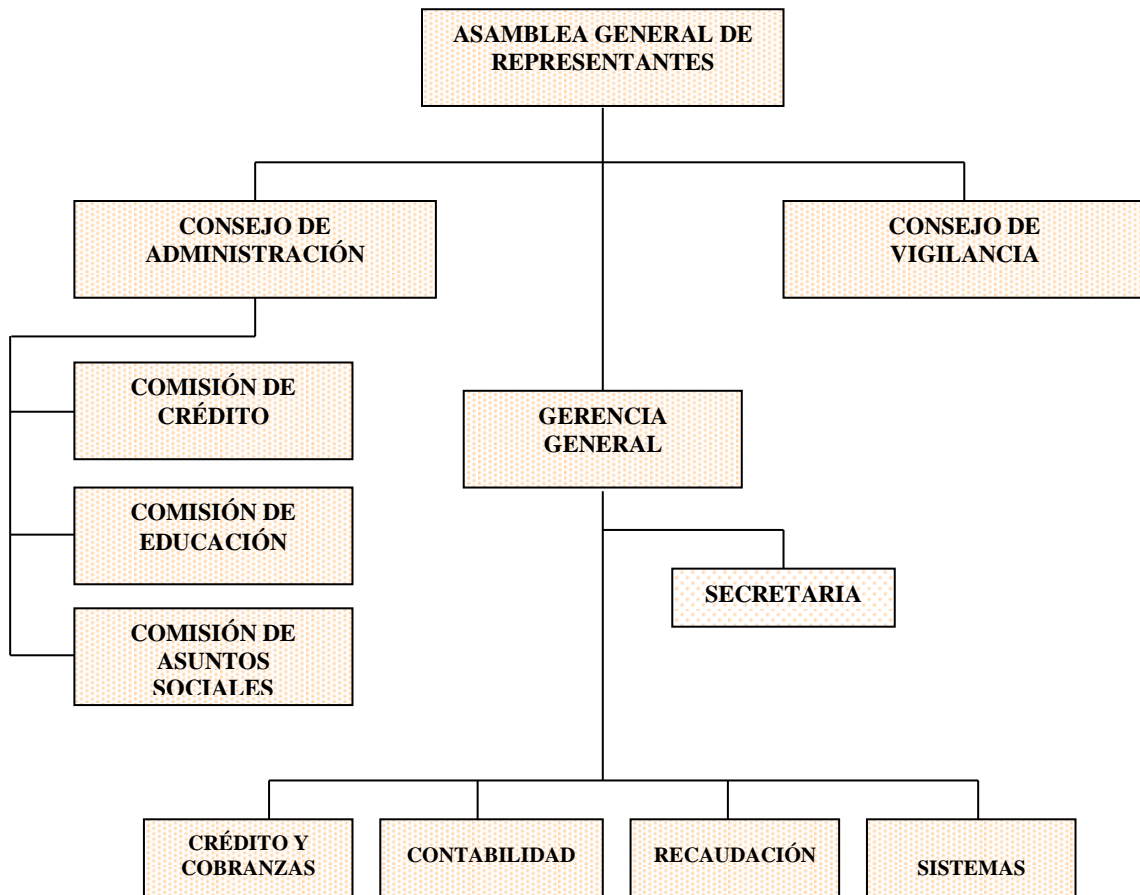 ASAMBLEA GENERAL DE
REPRESENTANTES
CONSEJO DE
ADMINISTRACIÓN
CONSEJO DE
VIGILANCIA
COMISIÓN DE
CRÉDITO
GERENCIA
GENERAL
COMISIÓN DE
EDUCACIÓN
SECRETARIA
COMISIÓN DE
ASUNTOS
SOCIALES
CRÉDITO Y
COBRANZAS
CONTABILIDAD
RECAUDACIÓN
SISTEMAS